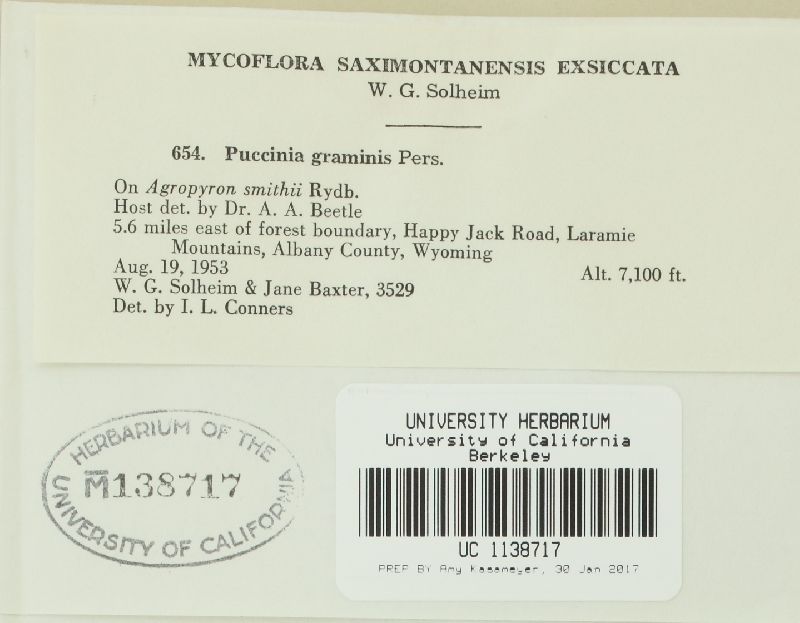 MYCOFLORA SAXIMONTANENSIS EXSICCATA
W. G. Solheim
654. Puccinia graminis Pers.
On Agropyron smithii Rydb.
Host det. by Dr. A. A. Beetle
5.6 miles east of forest boundary, Happy Jack Road, Laramie
Mountains, Albany County, Wyoming
Aug. 19, 1953 Alt. 7,100 ft.
W. G. Solheim & Jane Baxter, 3529
Det. by I. L. Conners
HERBARIUM OF THE
M138717
UNIVERSITY OF CALIFORNIA
UNIVERSITY HERBARIUM
University of California
Berkeley
UC 1138717
PREP BY Amy Kasameyer, 30 Jan 2017